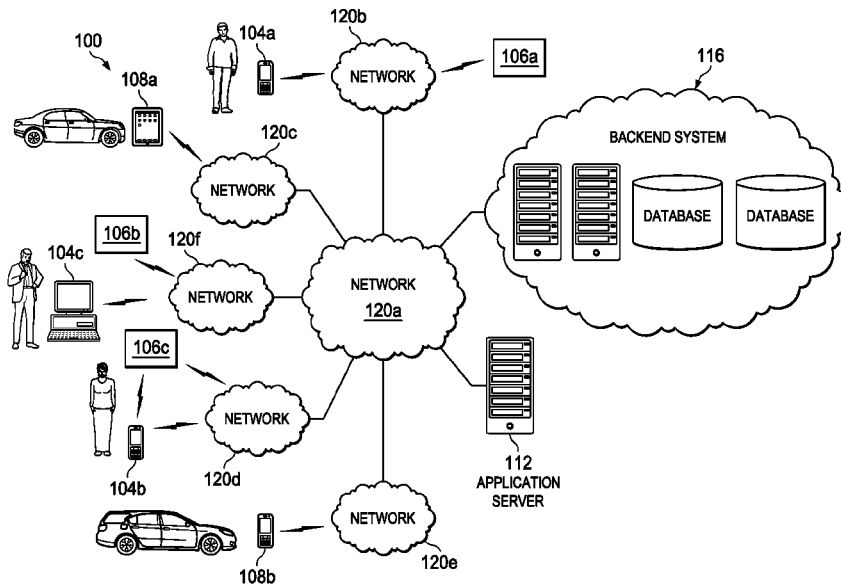 100
108a
104a
120b
NETWORK
106a
116
BACKEND SYSTEM
DATABASE
DATABASE
120c
NETWORK
106b
104c
120f
NETWORK
NETWORK
120a
106c
104b
NETWORK
120d
112
APPLICATION
SERVER
108b
NETWORK
120e